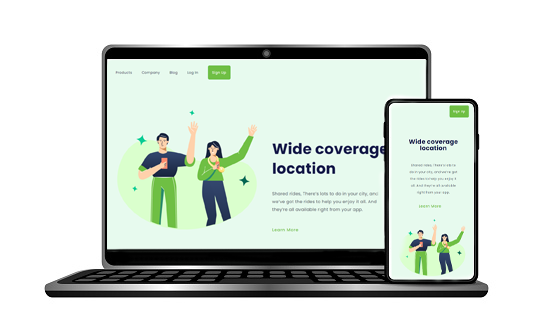 Products Company Blog Log In Sign Up
Wide coverage
location
Shared rides, There's lots to do in your city, and
we've got the rides to help you enjoy it all. And
they're all available right from your app.
Learn More
Sign Up
Wide coverage
location
Shared rides, There's lots to
do in your city, and we've got
the rides to help you enjoy it
all. And they're all available
right from your app.
Learn More